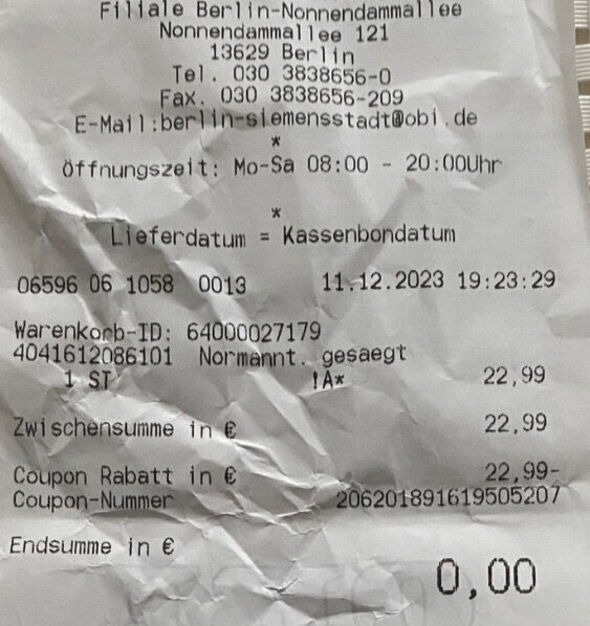 Filiale Berlin-Nonnendammallee
Nonnendammallee 121
13629 Berlin
Tel. 030 3838656-0
Fax. 030 3838656-209
E-Mail:berlin-siemensstadt@obi.de
*
Öffnungszeit: Mo-Sa 08:00 - 20:00Uhr
*
Lieferdatum = Kassenbondatum
06596 06 1058 0013 11.12.2023 19:23:29
Warenkorb-ID: 64000027179
4041612086101 Normannt. gesaegt
1 ST !A* 22,99
Zwischensumme in € 22,99
Coupon Rabatt in € 22,99-
Coupon-Nummer 206201891619505207
Endsumme in €
0,00